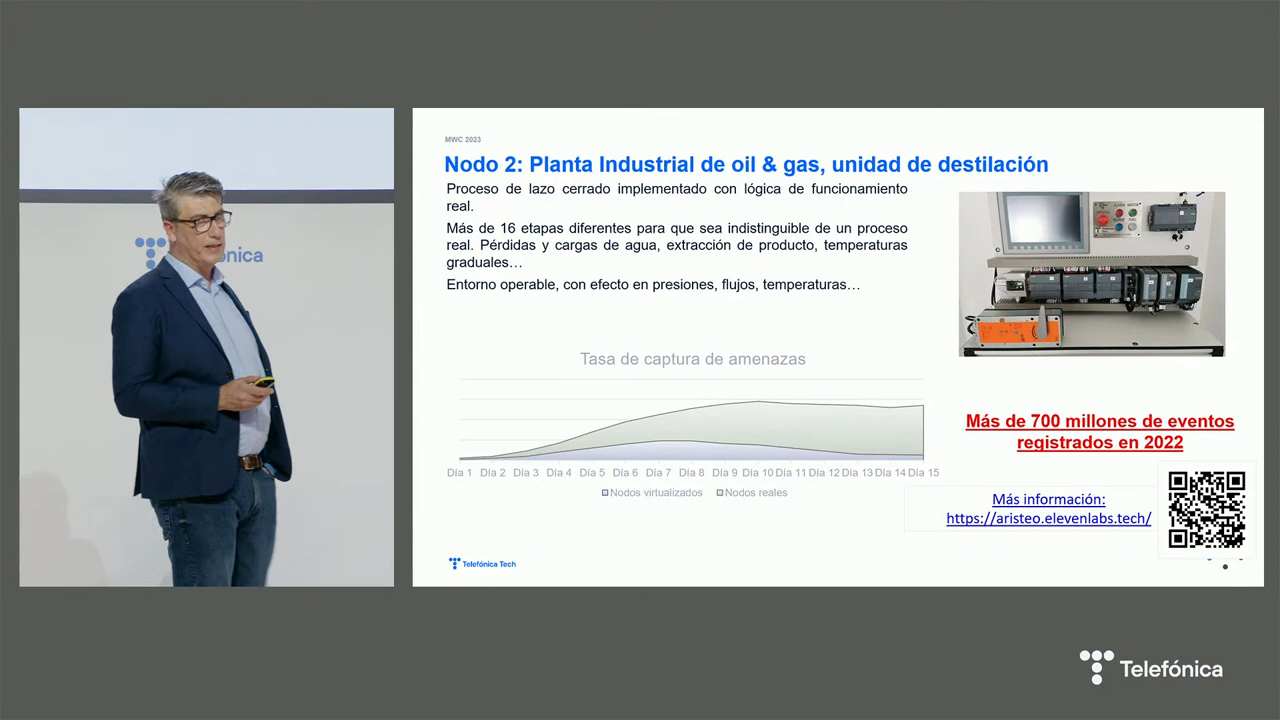 MWC 2023
Nodo 2: Planta Industrial de oil & gas, unidad de destilación
Proceso de lazo cerrado implementado con lógica de funcionamiento
real.
Más de 16 etapas diferentes para que sea indistinguible de un proceso
real. Pérdidas y cargas de agua, extracción de producto, temperaturas
graduales…
Entorno operable, con efecto en presiones, flujos, temperaturas…
Tasa de captura de amenazas
Día 1 Día 2 Día 3 Día 4 Día 5 Día 6 Día 7 Día 8 Día 9 Día 10 Día 11 Día 12 Día 13 Día 14 Día 15
Nodos virtualizados Nodos reales
Más de 700 millones de eventos
registrados en 2022
Más información:
https://aristeo.elevenlabs.tech/
Telefónica Tech
Telefónica